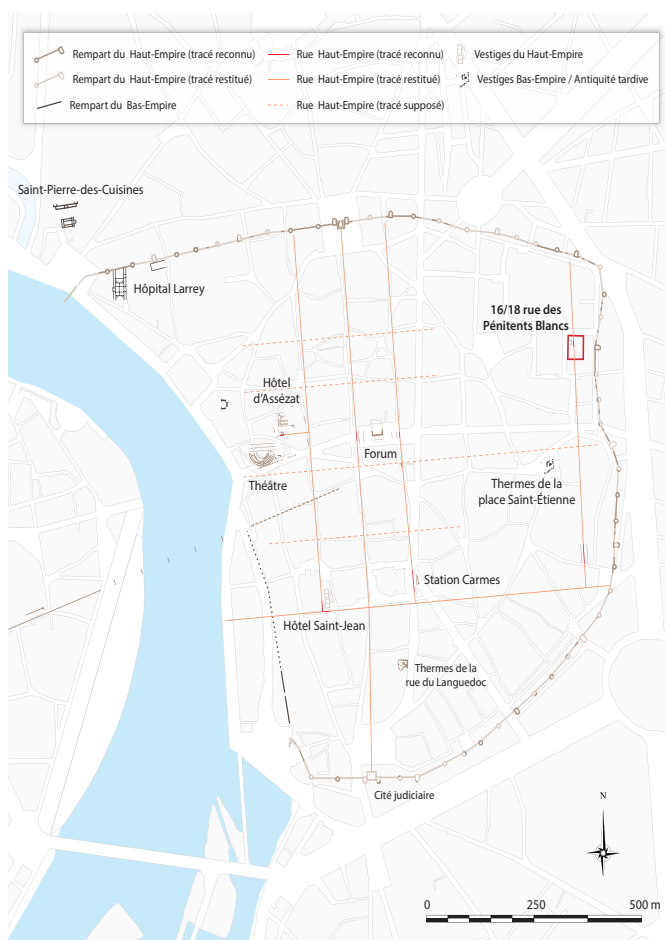 Rempart du Haut-Empire (tracé reconnu)
Rempart du Haut-Empire (tracé restitué)
Rempart du Bas-Empire
Rue Haut-Empire (tracé reconnu)
Rue Haut-Empire (tracé restitué)
Rue Haut-Empire (tracé supposé)
Vestiges du Haut-Empire
Vestiges Bas-Empire / Antiquité tardive
Saint-Pierre-des-Cuisines
Hôpital Larrey
16/18 rue des
Pénitents Blancs
Hôtel
d'Assézat
Forum
Théâtre
Thermes de la
place Saint-Étienne
Station Carmes
Hôtel Saint-Jean
Thermes de la
rue du Languedoc
Cité judiciaire
N
0 250 500 m